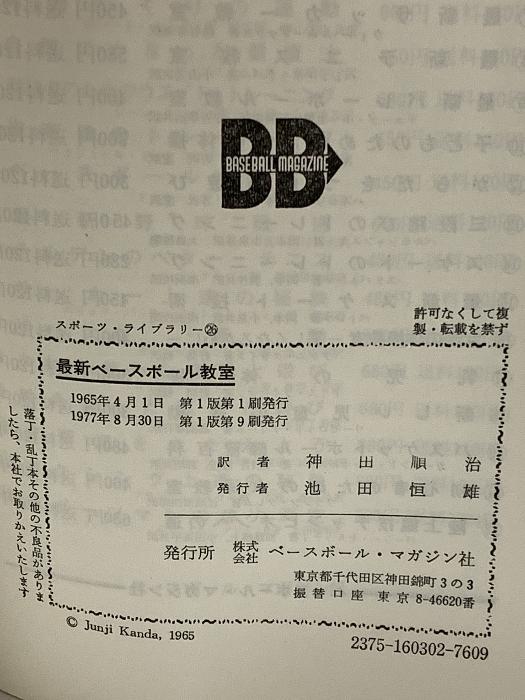 BB
BASEBALL MAGAZINE
許可なくして複
製・転載を禁ず
スポーツ・ライブラリー㉖
最新ベースボール教室
1965年4月1日 第1版第1刷発行
1977年8月30日 第1版第9刷発行
訳者 神田順治
発行者 池田恒雄
発行所 株式会社 ベースボール・マガジン社
東京都千代田区神田錦町3の3
振替口座 東京8-46620番
落丁・乱丁本その他の不良品がありま
したら、本社でお取りかえいたします
© Junji Kanda, 1965
2375-160302-7609